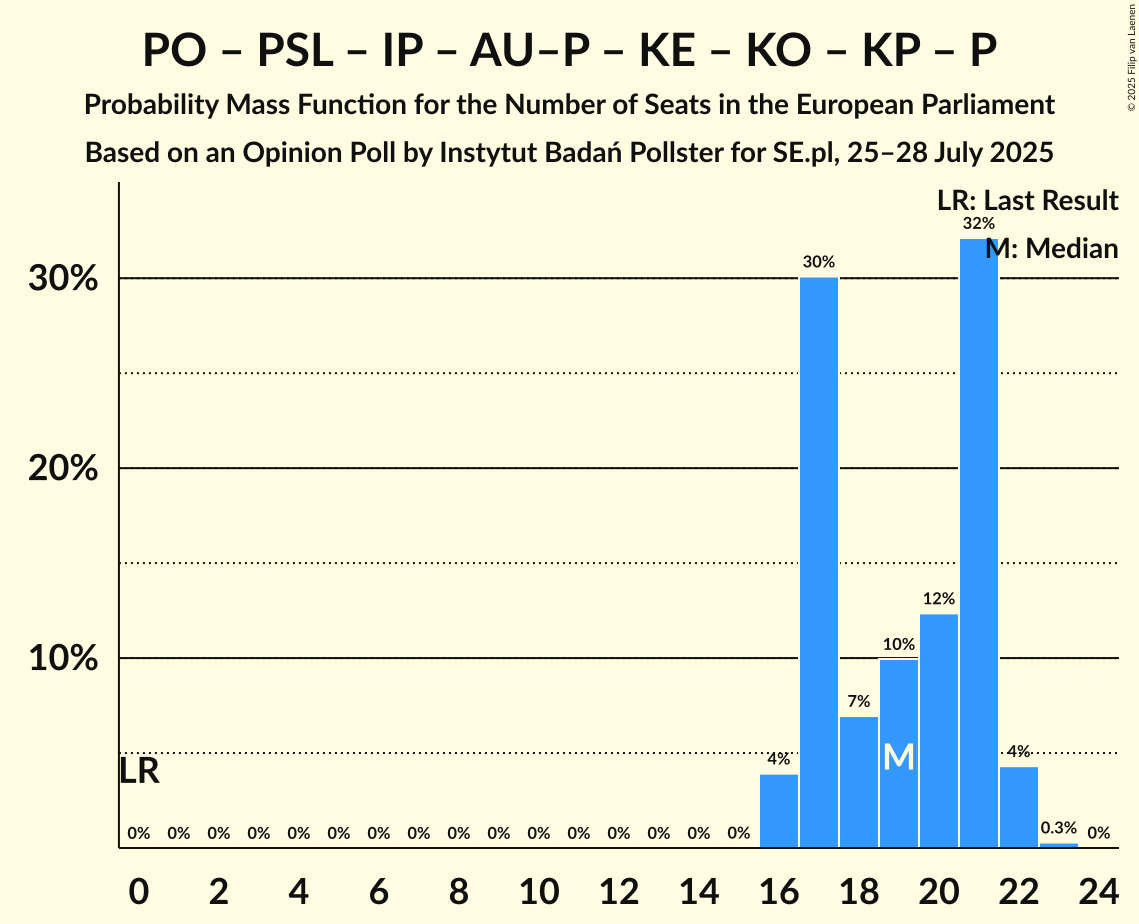 PO – PSL – IP – AU–P – KE – KO – KP – P
Probability Mass Function for the Number of Seats in the European Parliament
Based on an Opinion Poll by Instytut Badań Pollster for SE.pl, 25–28 July 2025
© 2025 Filip van Laenen
LR: Last Result
M: Median
32%
30%
30%
20%
12%
10%
10%
7%
4%
4%
M
LR
0% 0% 0% 0% 0% 0% 0% 0% 0% 0% 0% 0% 0% 0% 0% 0% 0.3% 0%
0 2 4 6 8 10 12 14 16 18 20 22 24